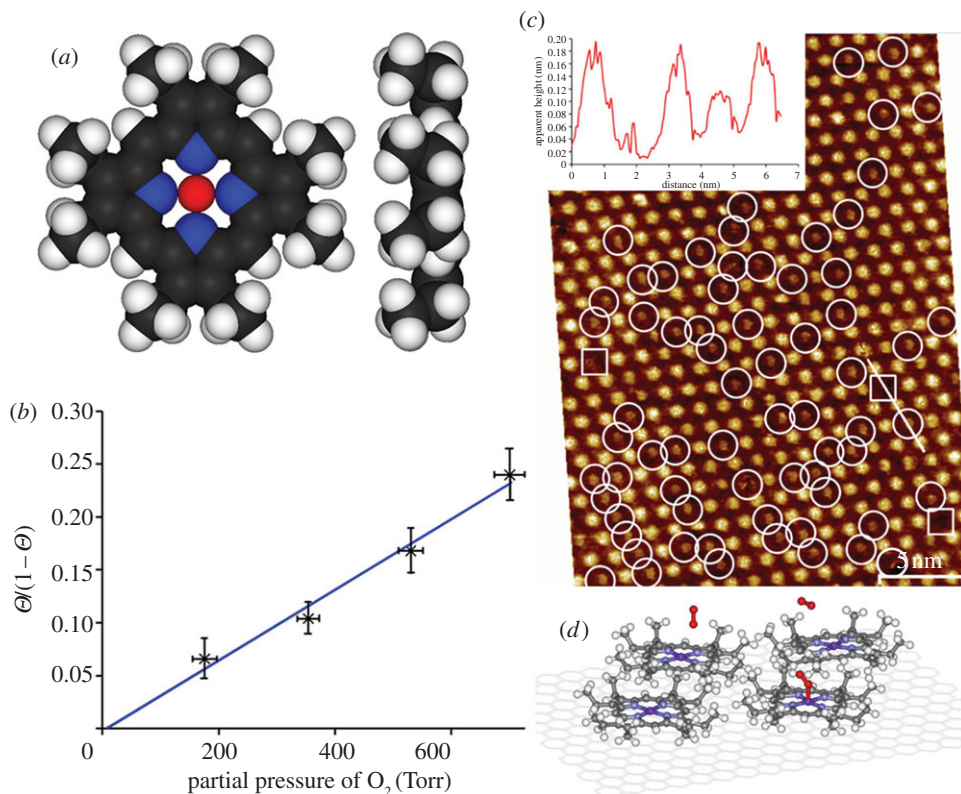 (a)
(c)
0.20
0.18
0.16
0.14
0.12
0.10
0.08
0.06
0.04
0.02
0
apparent height (nm)
0 1 2 3 4 5 6 7
distance (nm)
(b)
0.30
0.25
0.20
0.15
0.10
0.05
Θ/(1−Θ)
0 200 400 600
partial pressure of O2 (Torr)
5 nm
(d)